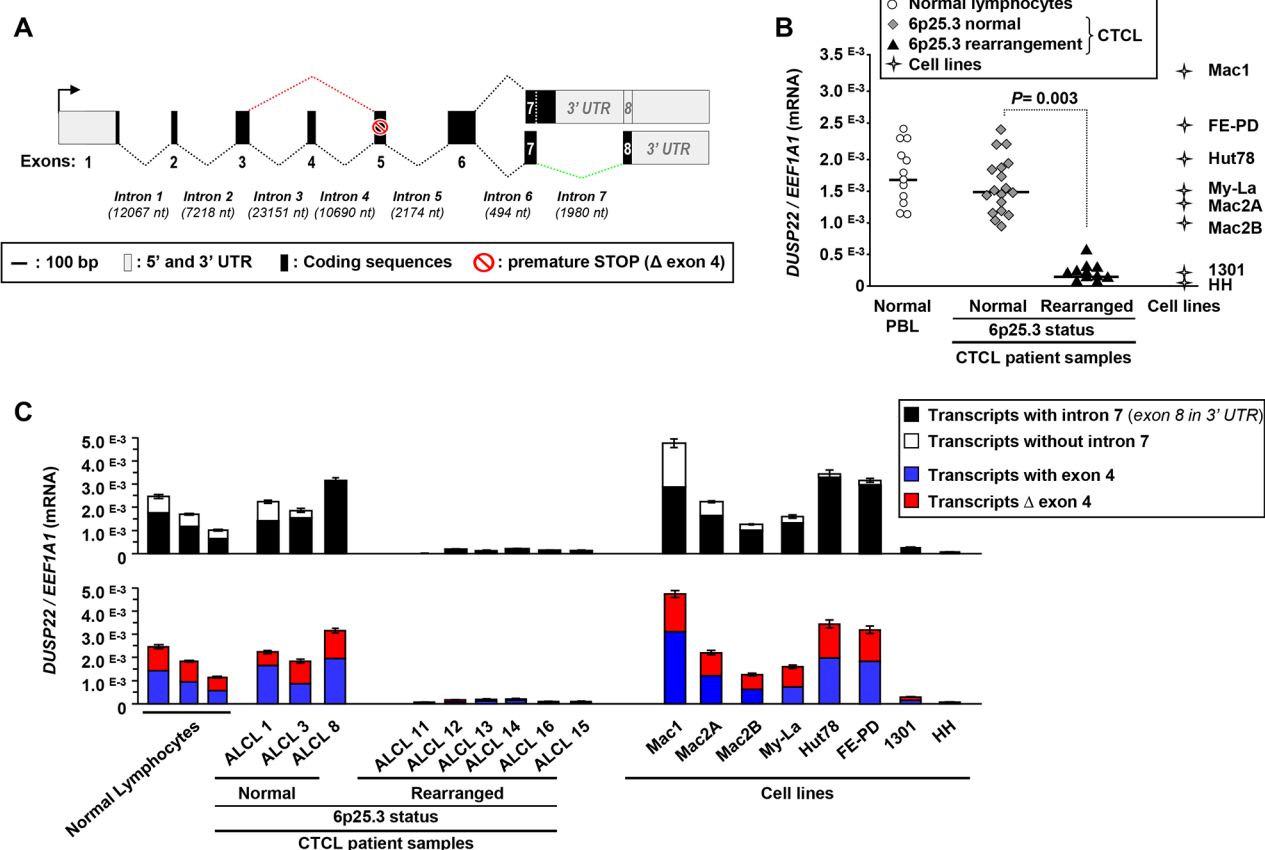 A
7
3’ UTR
8
Exons: 1
2
3
4
5
6
7
8
3’ UTR
Intron 1
(12067 nt)
Intron 2
(7218 nt)
Intron 3
(23151 nt)
Intron 4
(10690 nt)
Intron 5
(2174 nt)
Intron 6
(494 nt)
Intron 7
(1980 nt)
: 100 bp
: 5’ and 3’ UTR
: Coding sequences
: premature STOP (Δ exon 4)
B
Normal lymphocytes
6p25.3 normal
6p25.3 rearrangement
CTCL
Cell lines
DUSP22 / EEF1A1 (mRNA)
3.5 E-3
3.0 E-3
2.5 E-3
2.0 E-3
1.5 E-3
1.0 E-3
0.5 E-3
0
P= 0.003
Mac1
FE-PD
Hut78
My-La
Mac2A
Mac2B
1301
HH
Normal
PBL
Normal
Rearranged
Cell lines
6p25.3 status
CTCL patient samples
C
Transcripts with intron 7 (exon 8 in 3’ UTR)
Transcripts without intron 7
Transcripts with exon 4
Transcripts Δ exon 4
DUSP22 / EEF1A1 (mRNA)
5.0 E-3
4.0 E-3
3.0 E-3
2.0 E-3
1.0 E-3
0
DUSP22 / EEF1A1 (mRNA)
5.0 E-3
4.0 E-3
3.0 E-3
2.0 E-3
1.0 E-3
0
Normal Lymphocytes
ALCL 1
ALCL 3
ALCL 8
ALCL 11
ALCL 12
ALCL 13
ALCL 14
ALCL 16
ALCL 15
Mac1
Mac2A
Mac2B
My-La
Hut78
FE-PD
1301
HH
Normal
Rearranged
Cell lines
6p25.3 status
CTCL patient samples